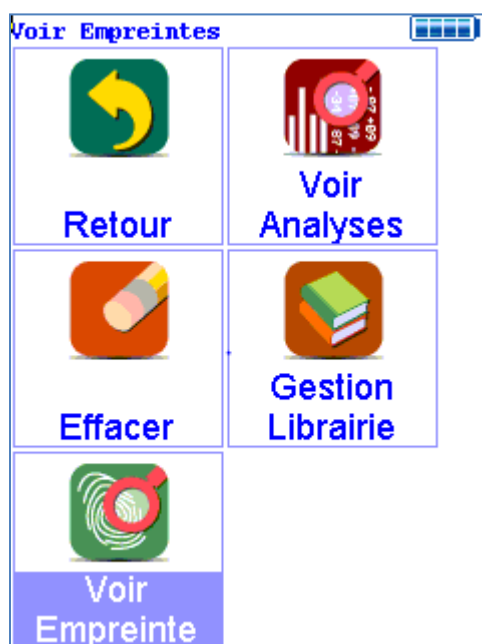 Voir Empreintes
Retour
Voir
Analyses
Effacer
Gestion
Librairie
Voir
Empreinte